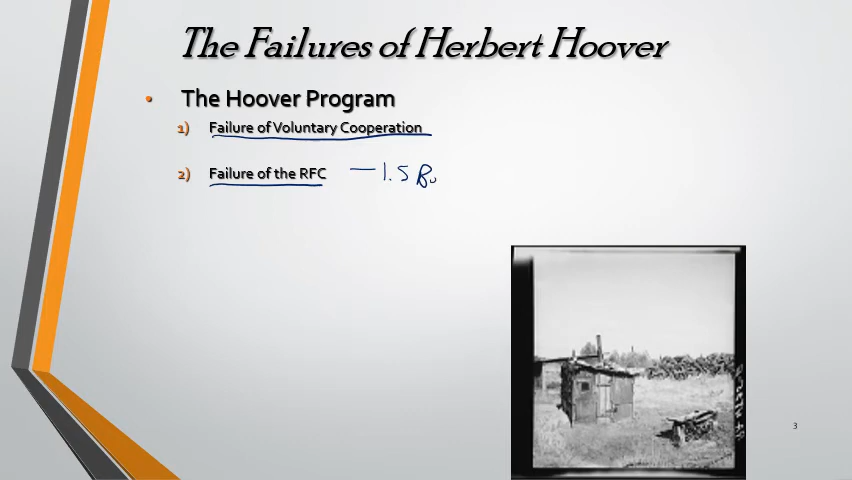 The Failures of Herbert Hoover
• The Hoover Program
1) Failure of Voluntary Cooperation
2) Failure of the RFC — 1.5
3